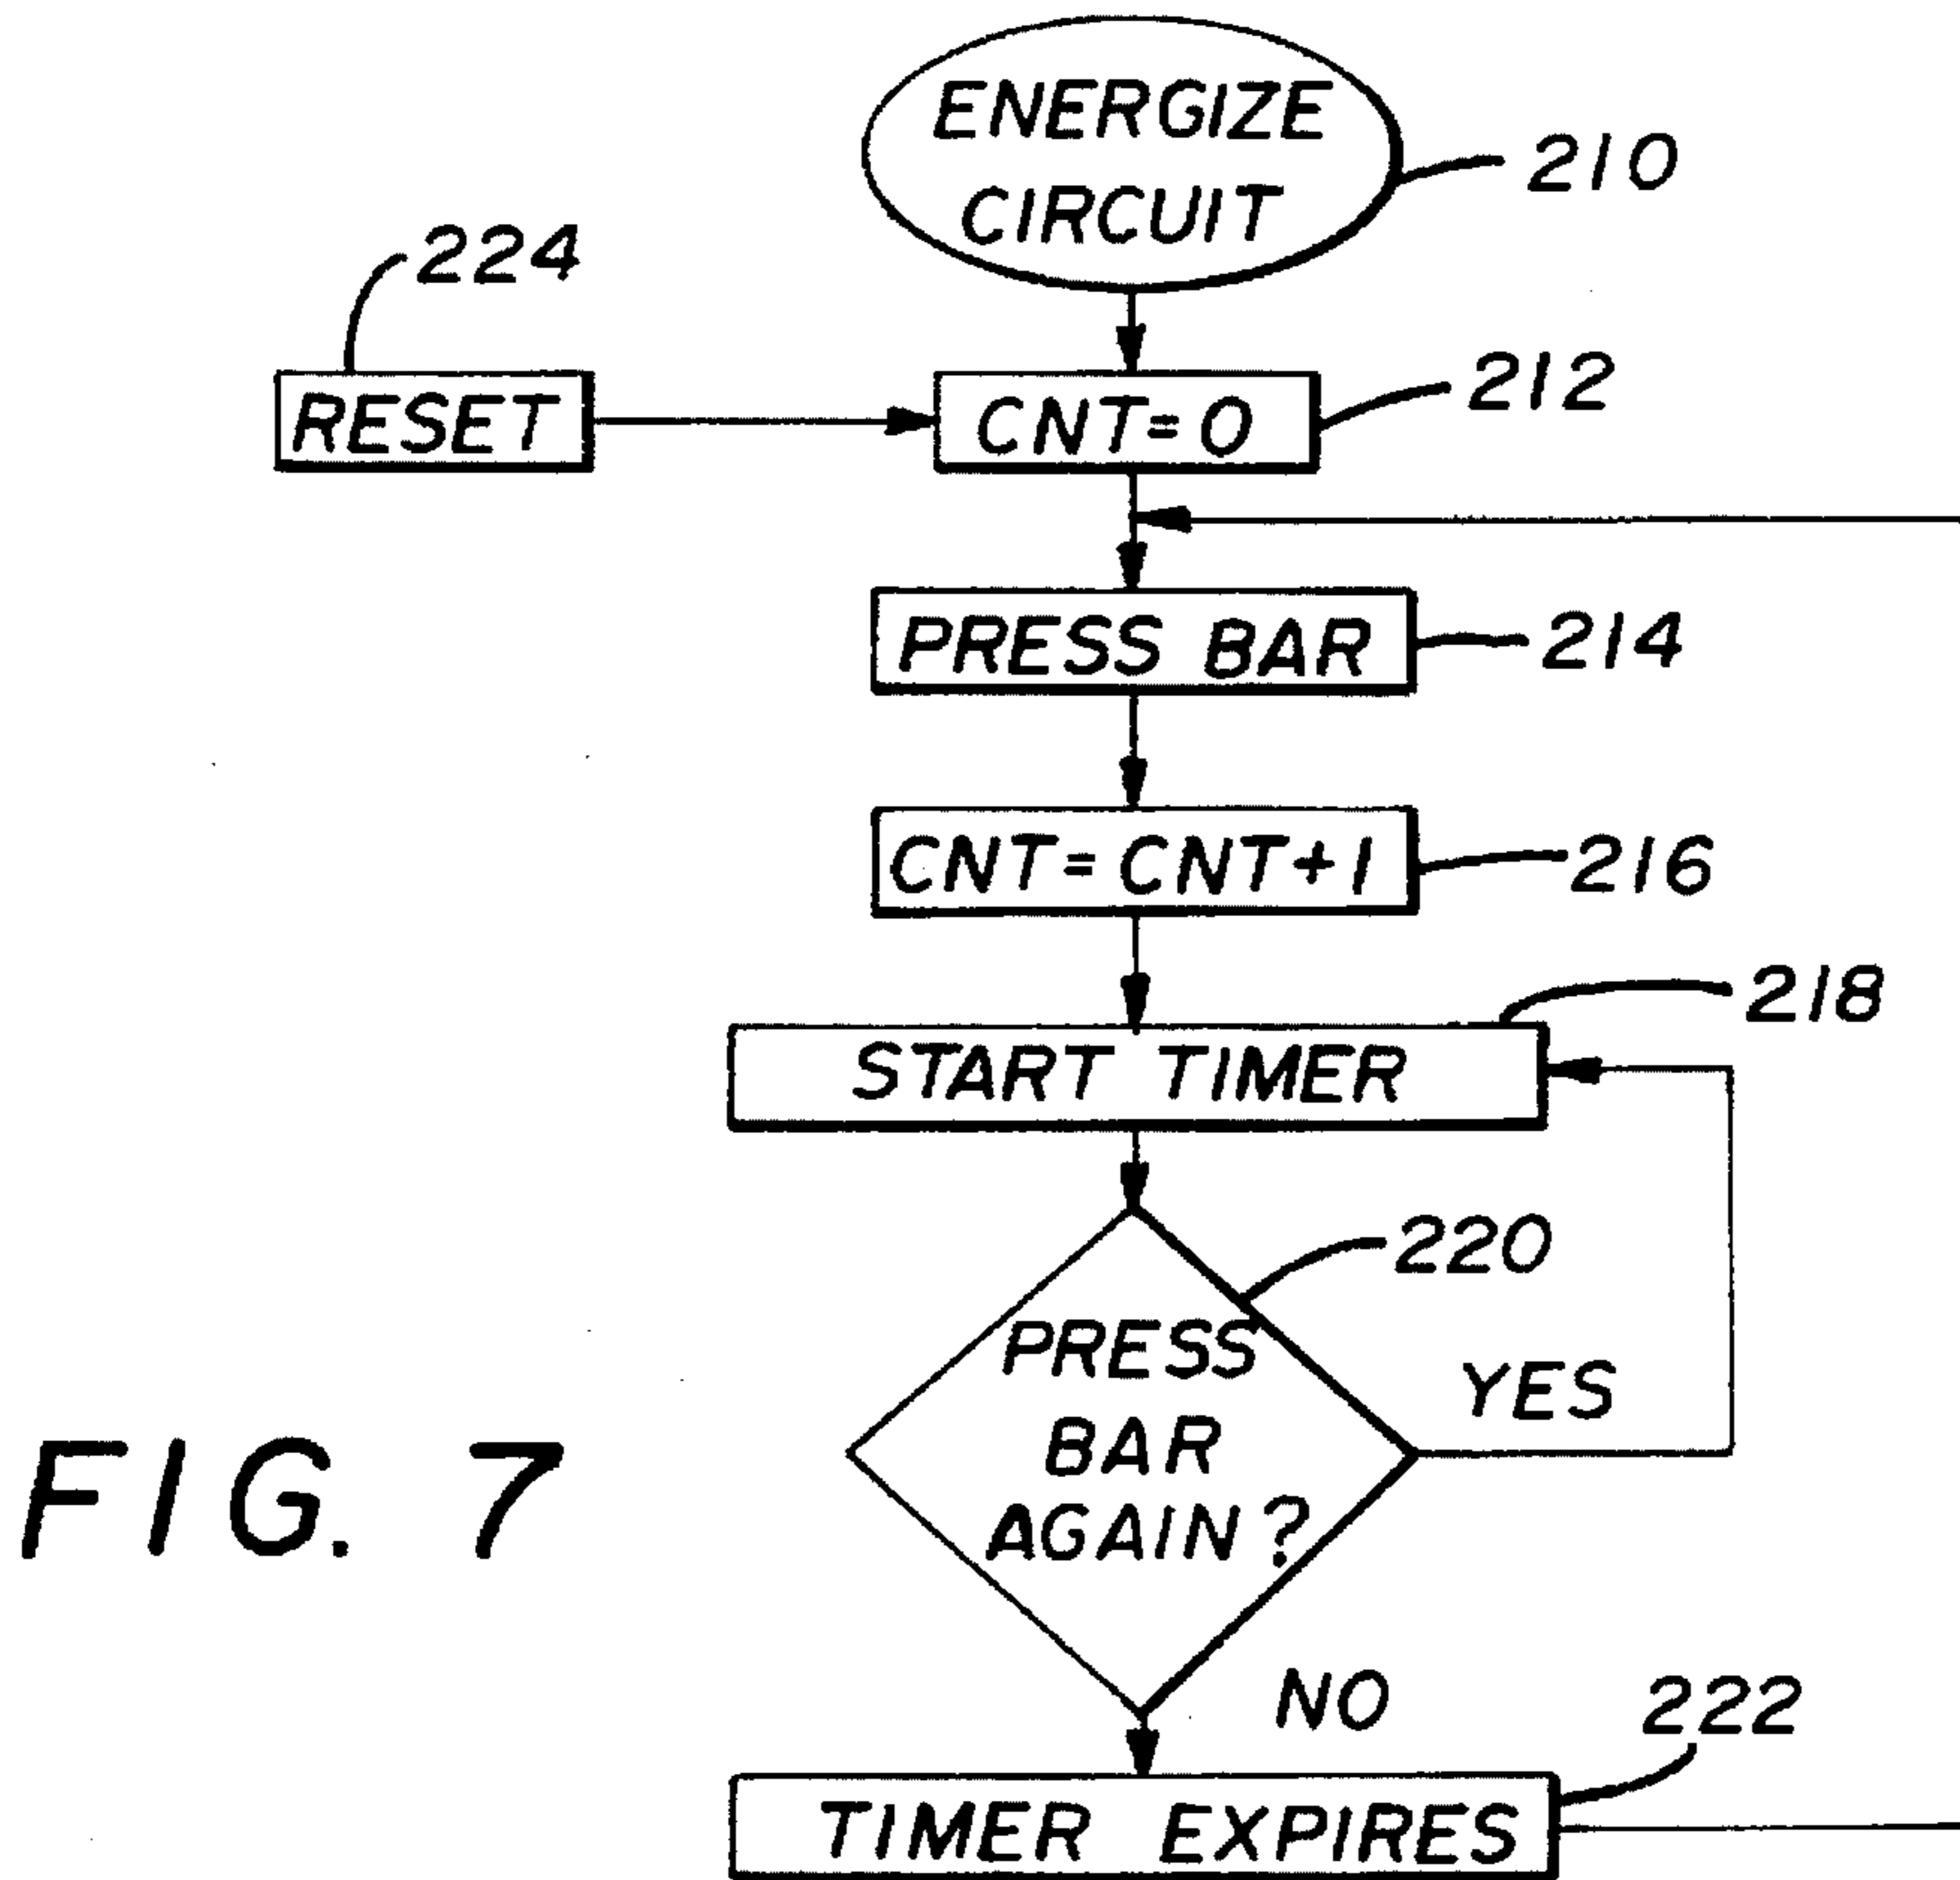 ENERGIZE
CIRCUIT
210
224
RESET
CNT=0
212
PRESS BAR
214
CNT=CNT+1
216
218
START TIMER
220
PRESS
BAR
AGAIN?
YES
NO
222
TIMER EXPIRES
FIG. 7